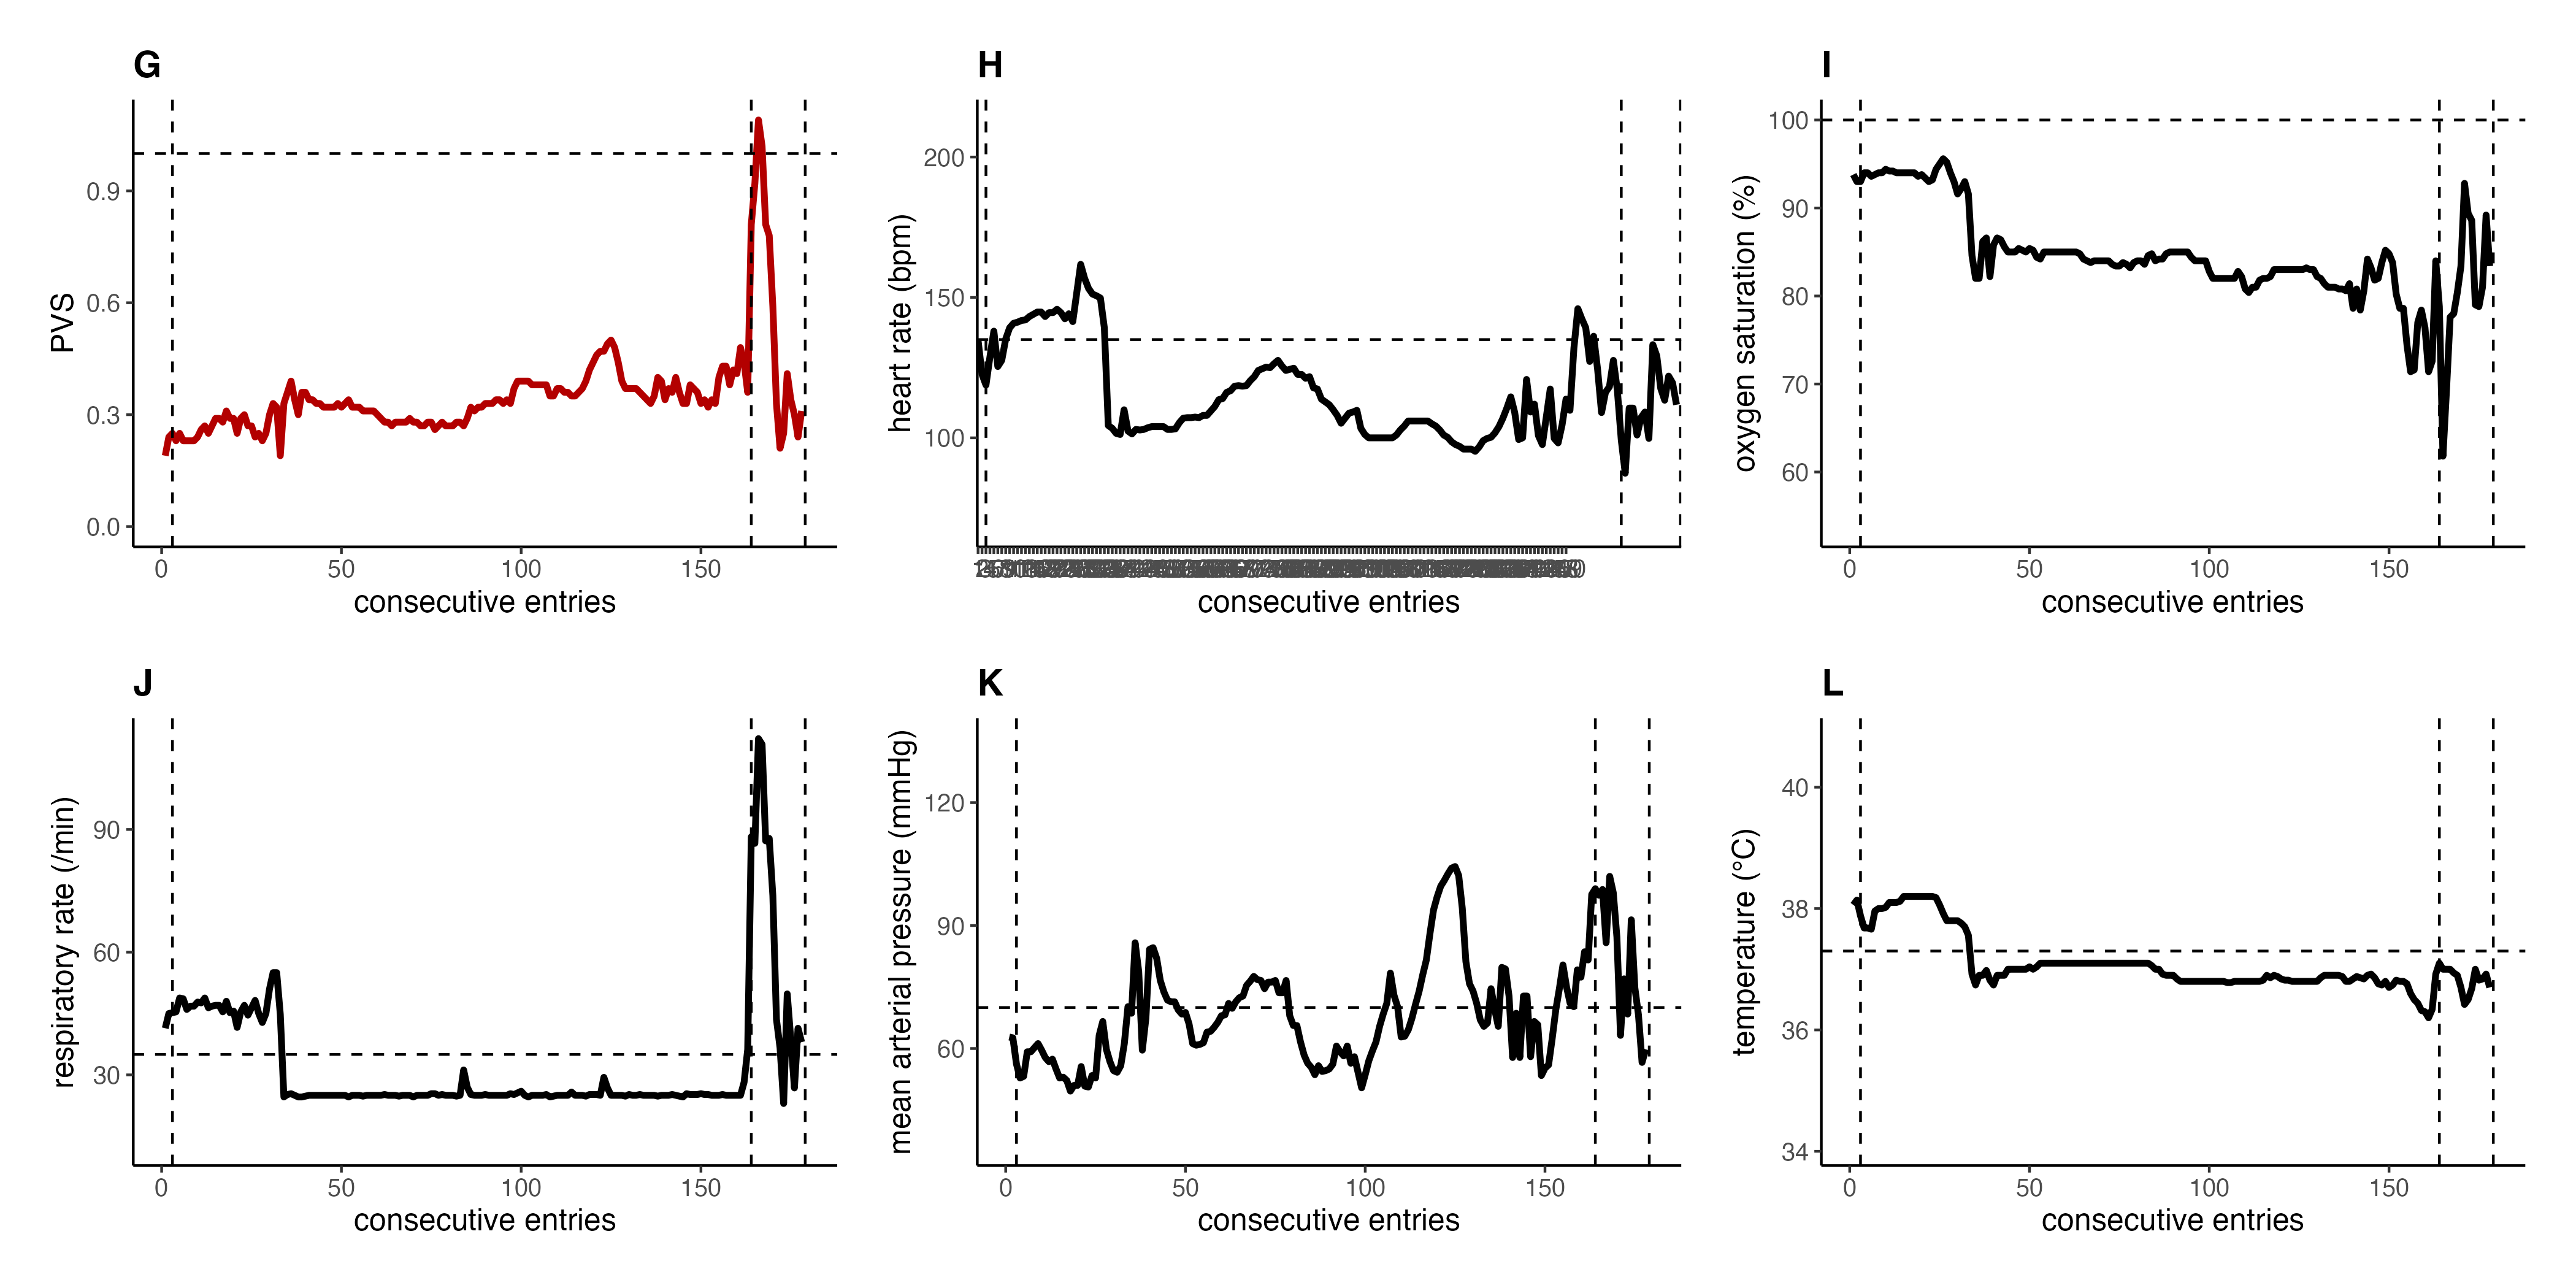 G
PVS
0.9
0.6
0.3
0.0
0 50 100 150
consecutive entries
H
heart rate (bpm)
200
150
100
consecutive entries
I
oxygen saturation (%)
100
90
80
70
60
0 50 100 150
consecutive entries
J
respiratory rate (/min)
90
60
30
0 50 100 150
consecutive entries
K
mean arterial pressure (mmHg)
120
90
60
0 50 100 150
consecutive entries
L
temperature (°C)
40
38
36
34
0 50 100 150
consecutive entries